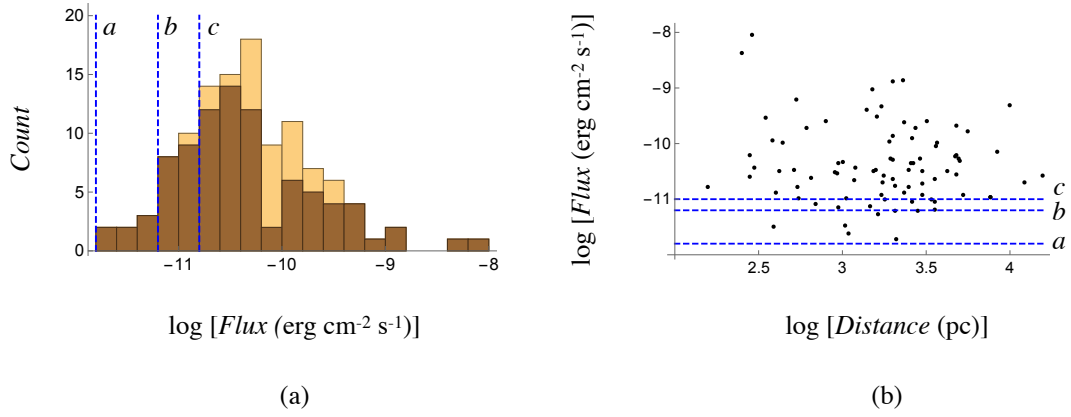 20
15
10
5
0
Count
a
b
c
−11
−10
−9
−8
log [Flux (erg cm-2 s-1)]
(a)
log [Flux (erg cm-2 s-1)]
−8
−9
−10
−11
c
b
a
2.5
3
3.5
4
log [Distance (pc)]
(b)